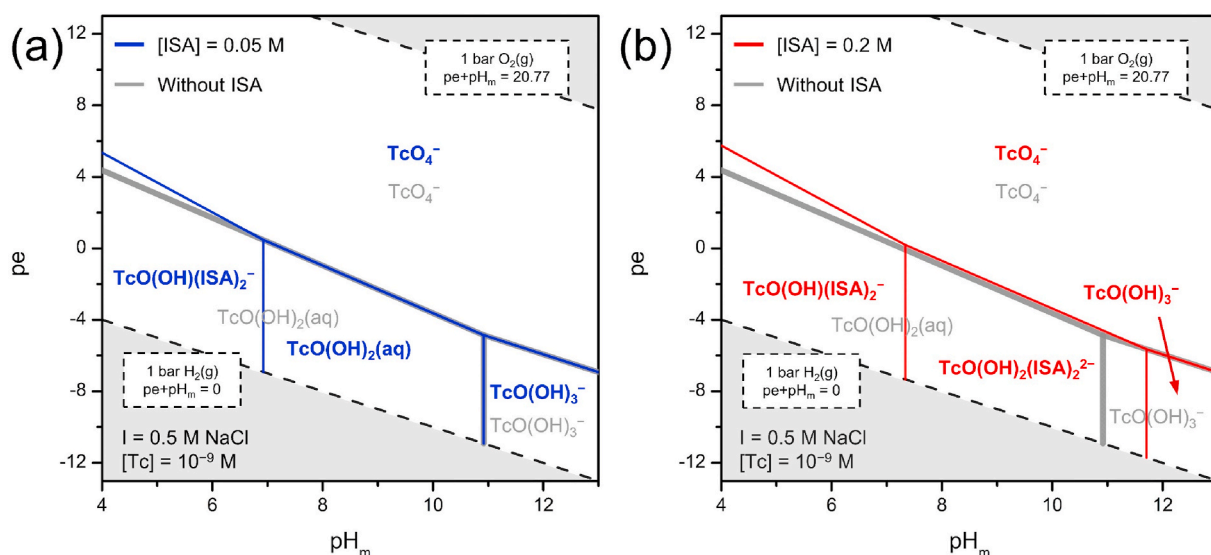 (a)
[ISA] = 0.05 M
Without ISA
1 bar O₂(g)
pe+pHₘ = 20.77
TcO₄⁻
TcO₄⁻
TcO(OH)(ISA)₂⁻
TcO(OH)₂(aq)
TcO(OH)₂(aq)
1 bar H₂(g)
pe+pHₘ = 0
TcO(OH)₃⁻
TcO(OH)₃⁻
I = 0.5 M NaCl
[Tc] = 10⁻⁹ M
12
8
4
0
-4
-8
-12
pe
4 6 8 10 12
pHₘ
(b)
[ISA] = 0.2 M
Without ISA
1 bar O₂(g)
pe+pHₘ = 20.77
TcO₄⁻
TcO₄⁻
TcO(OH)₃⁻
TcO(OH)(ISA)₂⁻
TcO(OH)₂(aq)
TcO(OH)₂(ISA)₂²⁻
1 bar H₂(g)
pe+pHₘ = 0
TcO(OH)₃⁻
I = 0.5 M NaCl
[Tc] = 10⁻⁹ M
12
8
4
0
-4
-8
-12
pe
4 6 8 10 12
pHₘ